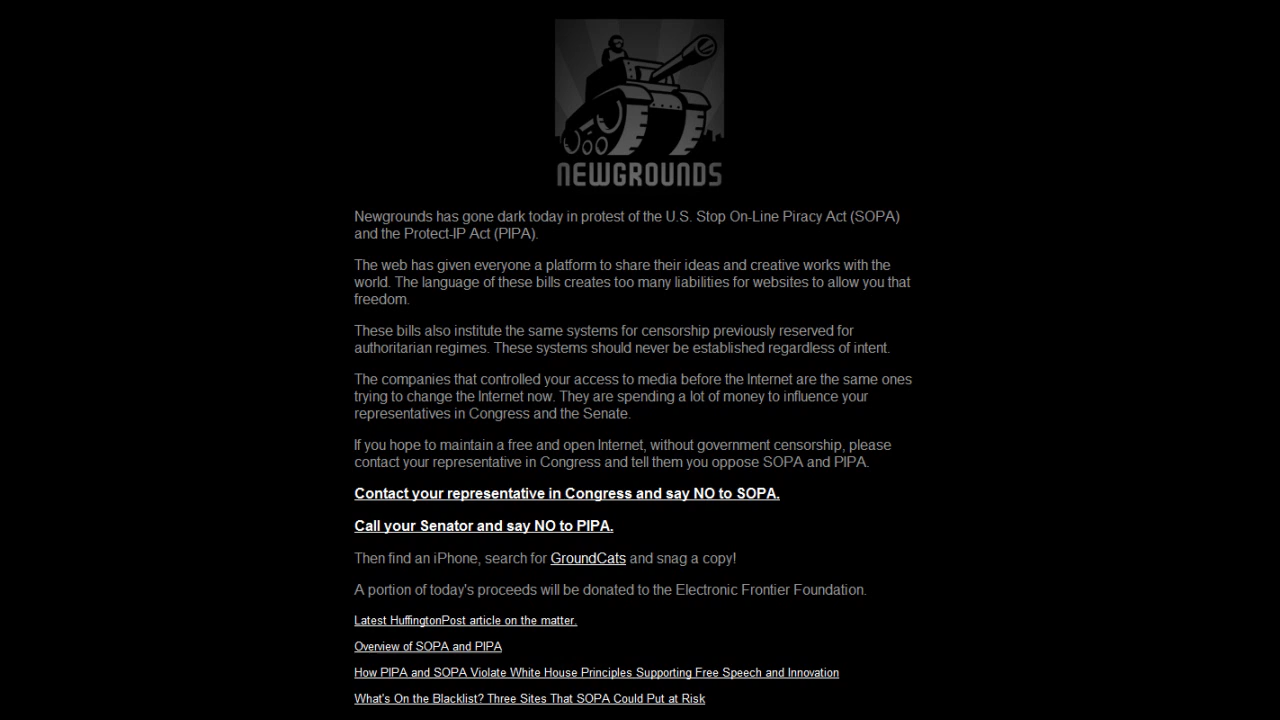 NEWGROUNDS
Newgrounds has gone dark today in protest of the U.S. Stop On-Line Piracy Act (SOPA)
and the Protect-IP Act (PIPA).
The web has given everyone a platform to share their ideas and creative works with the
world. The language of these bills creates too many liabilities for websites to allow you that
freedom.
These bills also institute the same systems for censorship previously reserved for
authoritarian regimes. These systems should never be established regardless of intent.
The companies that controlled your access to media before the Internet are the same ones
trying to change the Internet now. They are spending a lot of money to influence your
representatives in Congress and the Senate.
If you hope to maintain a free and open Internet, without government censorship, please
contact your representative in Congress and tell them you oppose SOPA and PIPA.
Contact your representative in Congress and say NO to SOPA.
Call your Senator and say NO to PIPA.
Then find an iPhone, search for GroundCats and snag a copy!
A portion of today's proceeds will be donated to the Electronic Frontier Foundation.
Latest HuffingtonPost article on the matter.
Overview of SOPA and PIPA
How PIPA and SOPA Violate White House Principles Supporting Free Speech and Innovation
What's On the Blacklist? Three Sites That SOPA Could Put at Risk